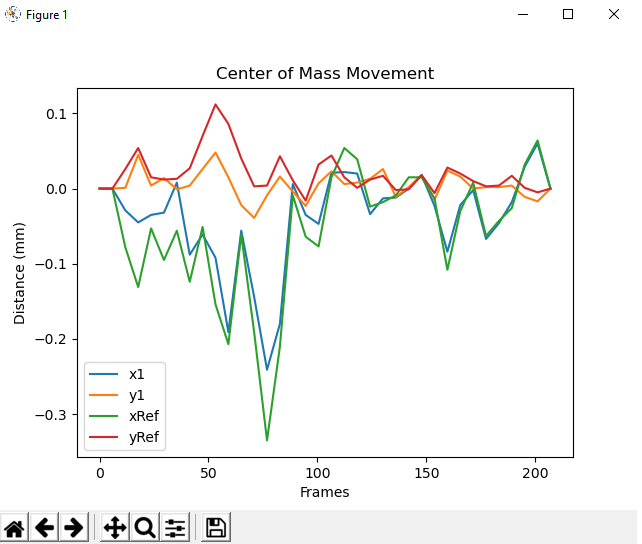 Figure 1
Center of Mass Movement
0.1
0.0
−0.1
−0.2
−0.3
Distance (mm)
x1
y1
xRef
yRef
0 50 100 150 200
Frames